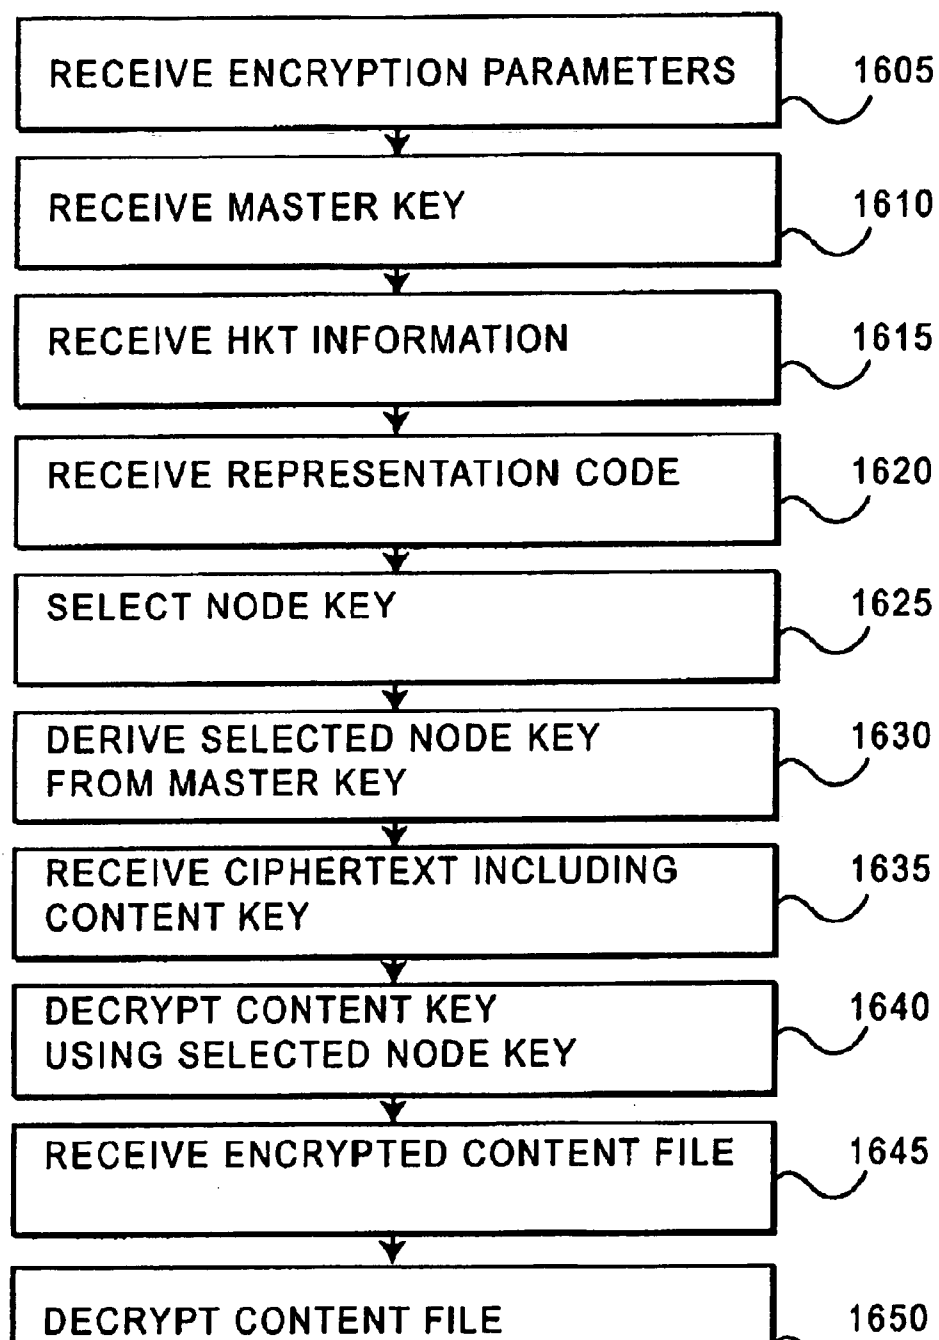 RECEIVE ENCRYPTION PARAMETERS
1605
RECEIVE MASTER KEY
1610
RECEIVE HKT INFORMATION
1615
RECEIVE REPRESENTATION CODE
1620
SELECT NODE KEY
1625
DERIVE SELECTED NODE KEY
FROM MASTER KEY
1630
RECEIVE CIPHERTEXT INCLUDING
CONTENT KEY
1635
DECRYPT CONTENT KEY
USING SELECTED NODE KEY
1640
RECEIVE ENCRYPTED CONTENT FILE
1645
DECRYPT CONTENT FILE
1650